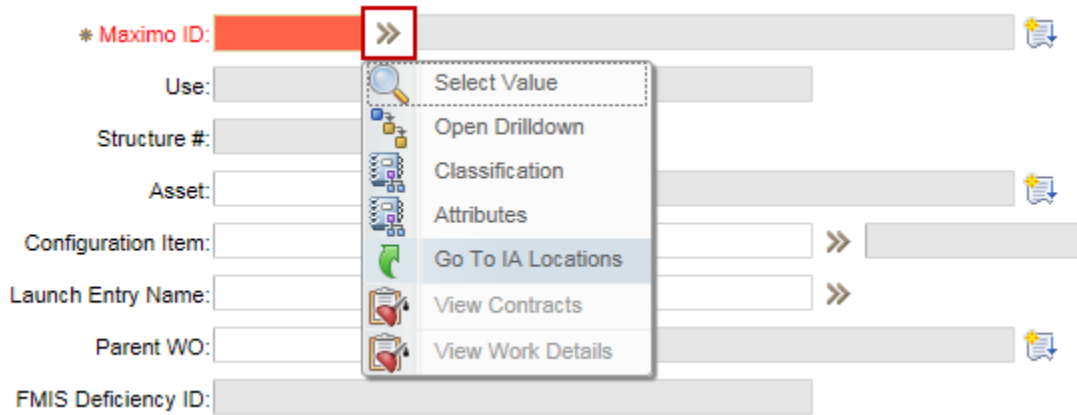 * Maximo ID:
Use:
Select Value
Structure #:
Open Drilldown
Classification
Asset:
Attributes
Configuration Item:
Go To IA Locations
Launch Entry Name:
View Contracts
Parent WO:
View Work Details
FMIS Deficiency ID: